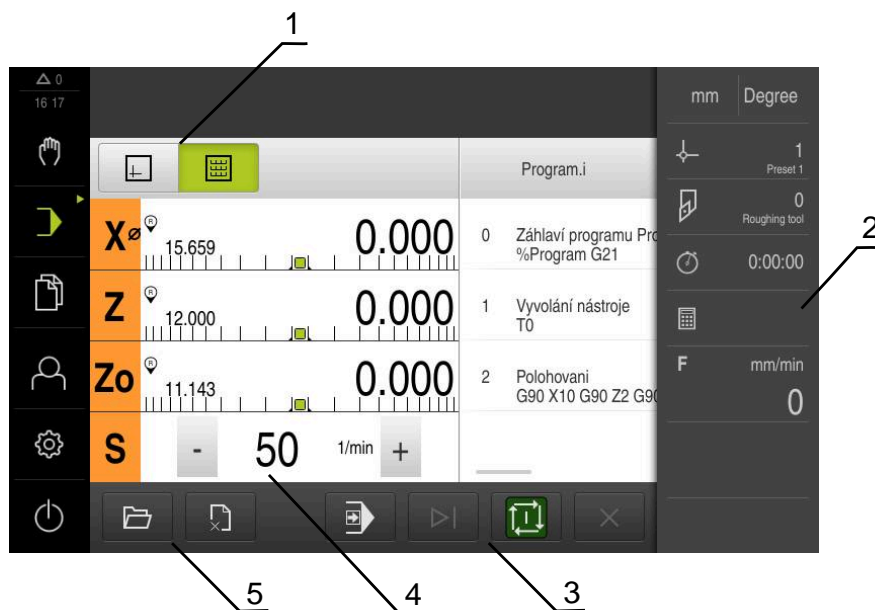 1
0
16 17
mm Degree
Program.i
1
Preset 1
0
Roughing tool
2
0:00:00
F mm/min
0
X⌀ R 15.659 0.000
Z R 12.000 0.000
Zo R 11.143 0.000
S - 50 1/min +
0 Záhlaví programu Pro
%Program G21
1 Vyvolání nástroje
T0
2 Polohovani
G90 X10 G90 Z2 G90
5 4 3